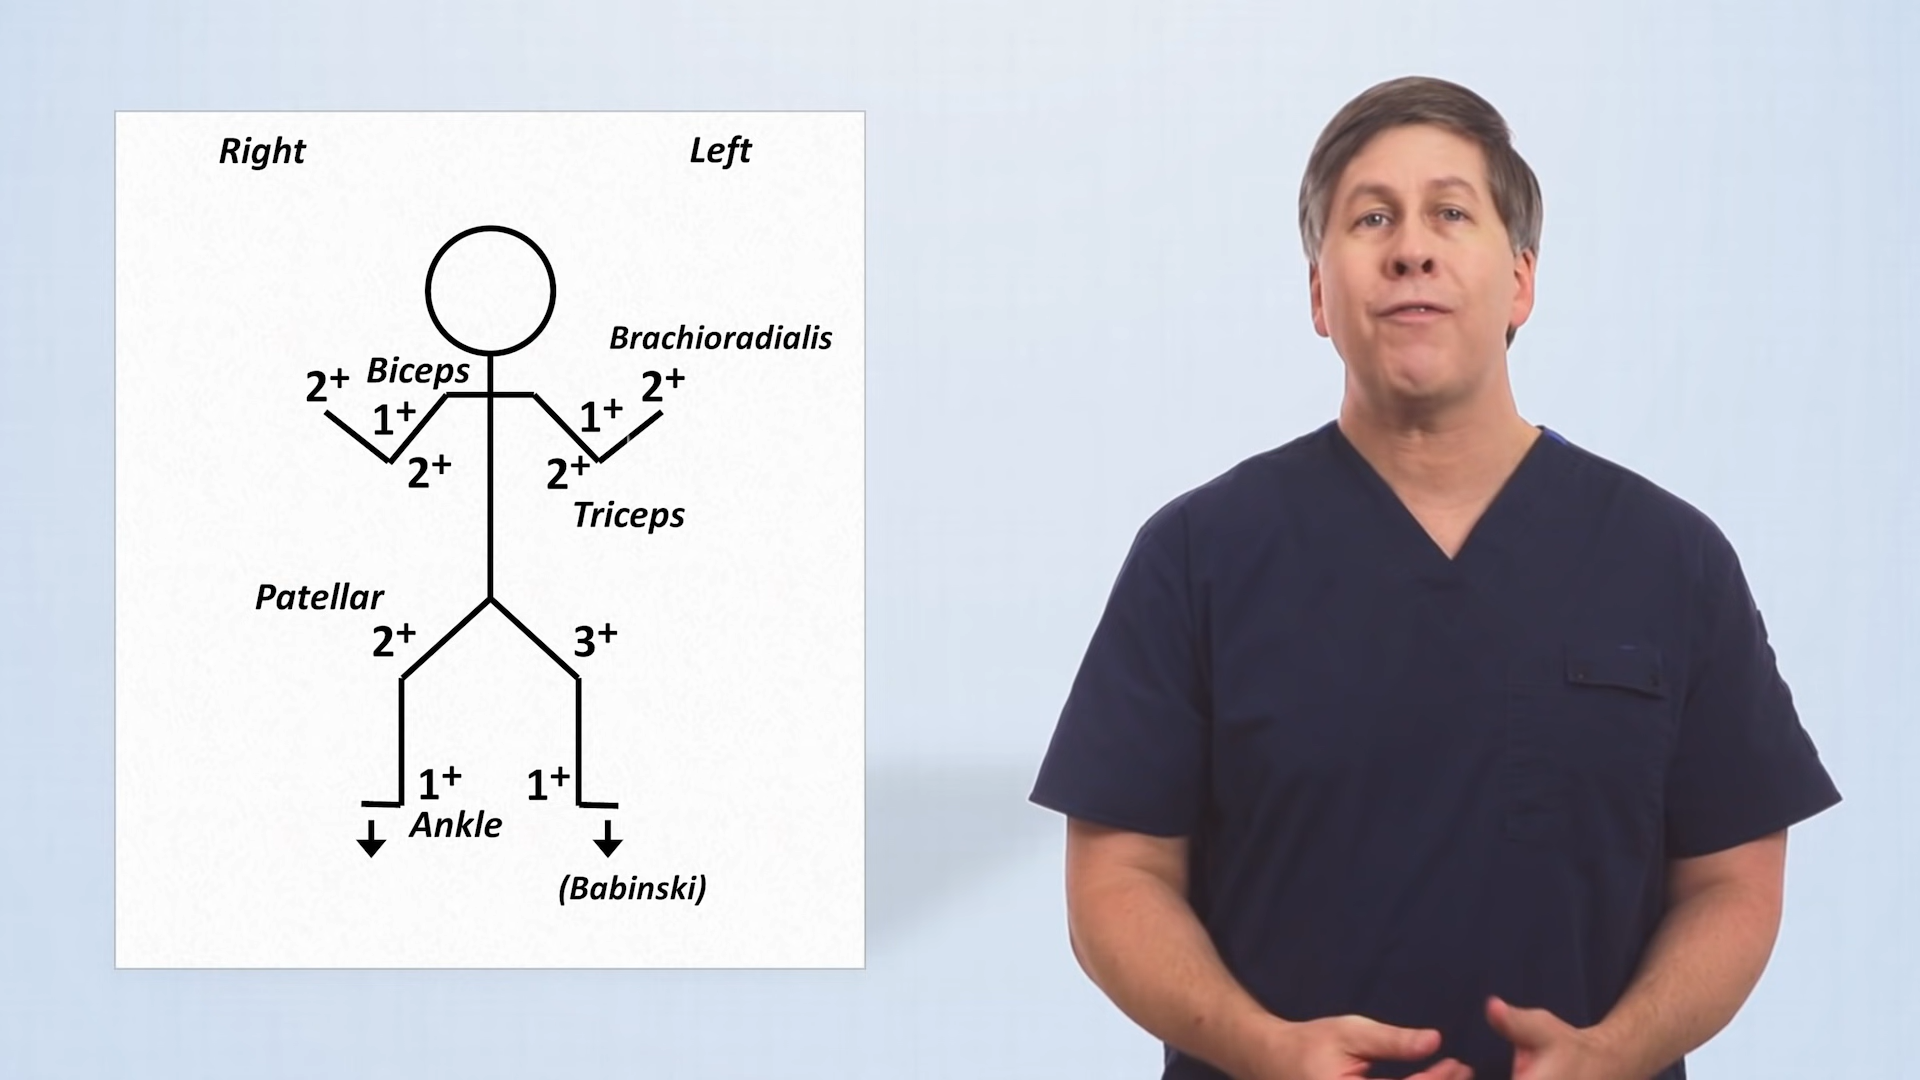 Right Left
Brachioradialis
Biceps
2+ 1+ 1+ 2+
2+ 2+
Triceps
Patellar
2+ 3+
1+ 1+
Ankle
(Babinski)